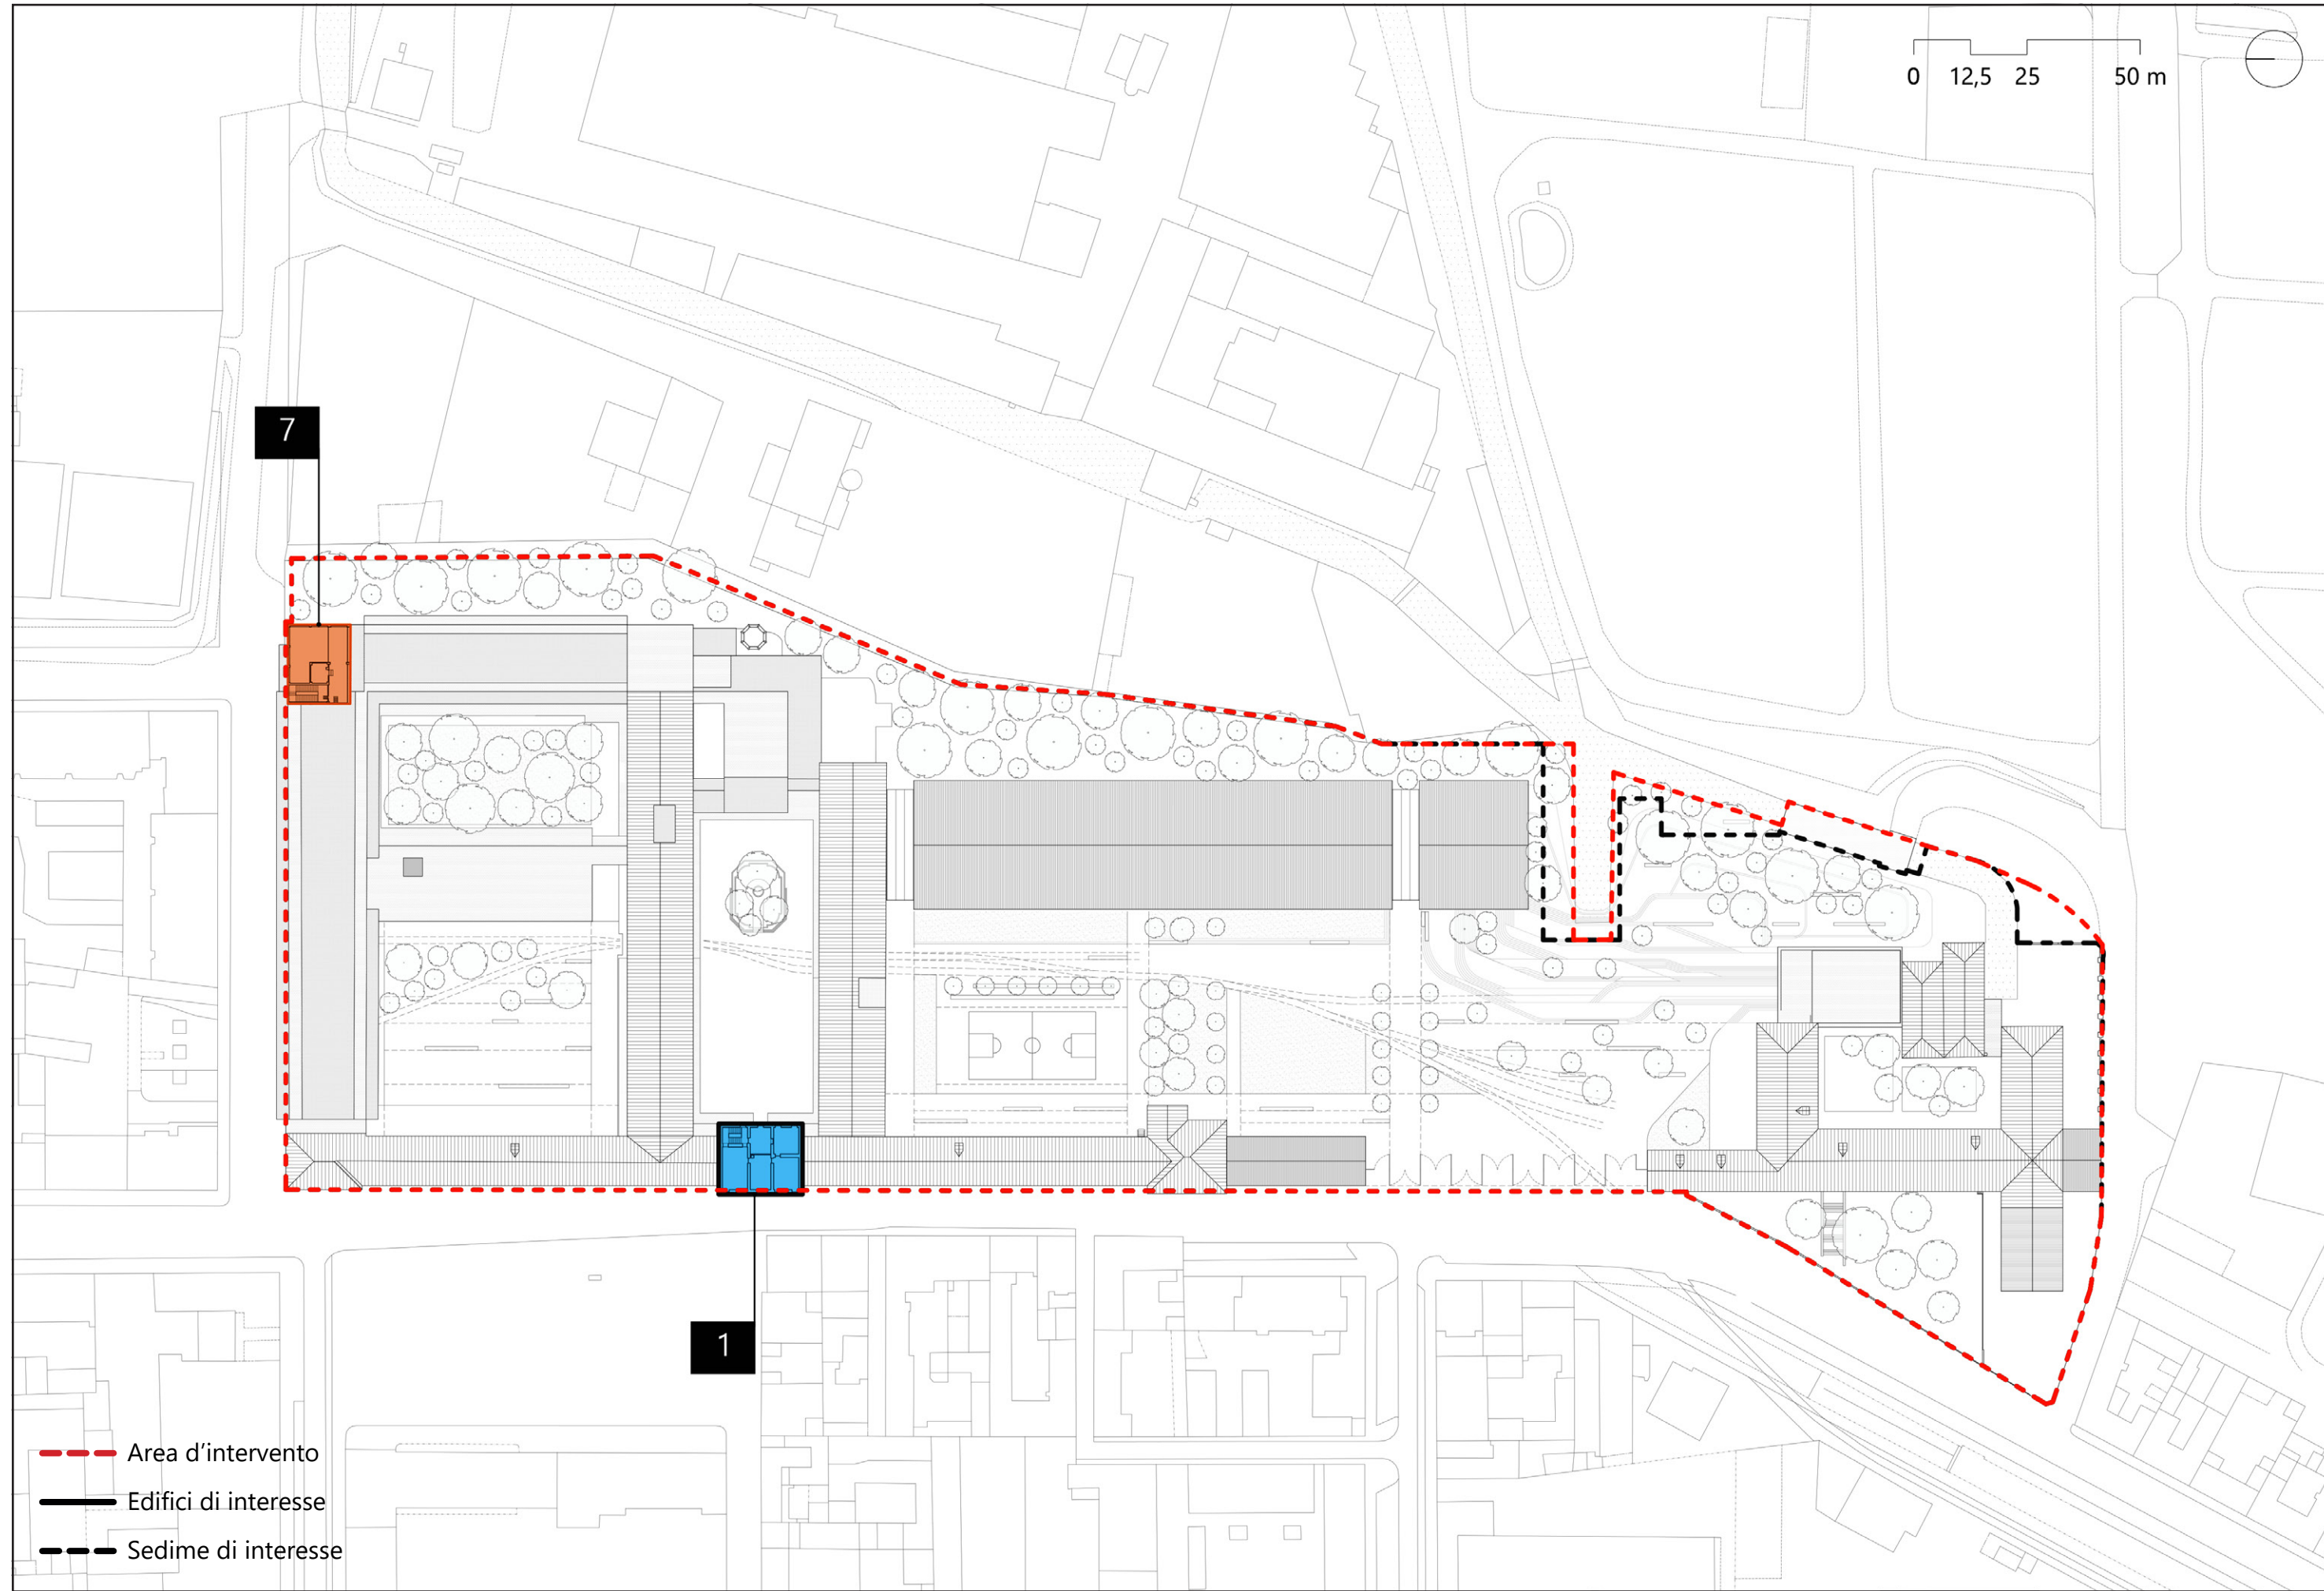 0 12,5 25 50 m
7
1
Area d’intervento
Edifici di interesse
Sedime di interesse